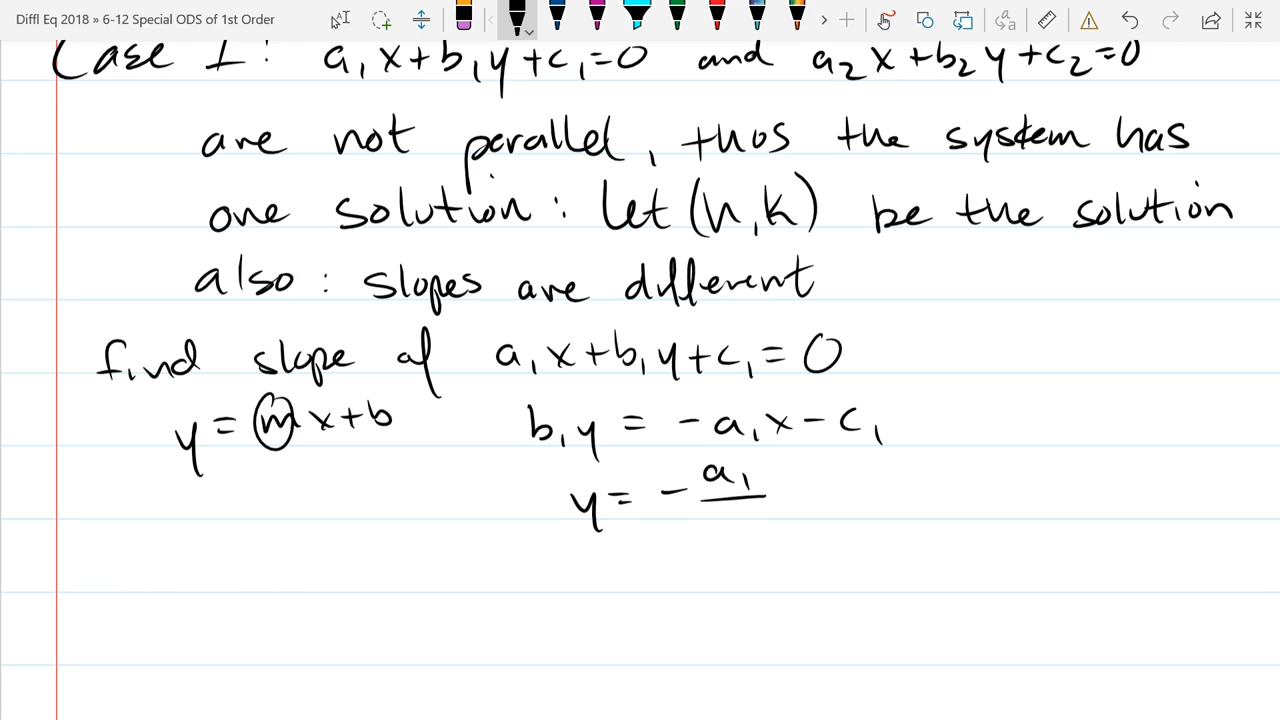 Diffl Eq 2018 » 6-12 Special ODS of 1st Order
Case 1: a₁x+b₁y+c₁=0 and a₂x+b₂y+c₂=0
are not parallel, thus the system has
one solution: let (h,k) be the solution
also: slopes are different
find slope of a₁x+b₁y+c₁=0
y=mx+b b₁y = -a₁x-c₁
y= - a₁